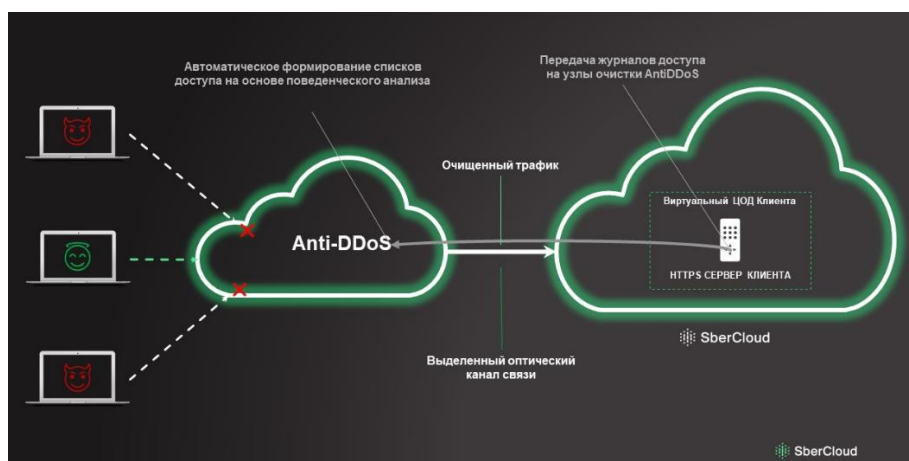 Автоматическое формирование списков
доступа на основе поведенческого анализа
Передача журналов доступа
на узлы очистки AntiDDoS
Очищенный трафик
Виртуальный ЦОД Клиента
Anti-DDoS
HTTPS СЕРВЕР КЛИЕНТА
SberCloud
Выделенный оптический
канал связи
SberCloud